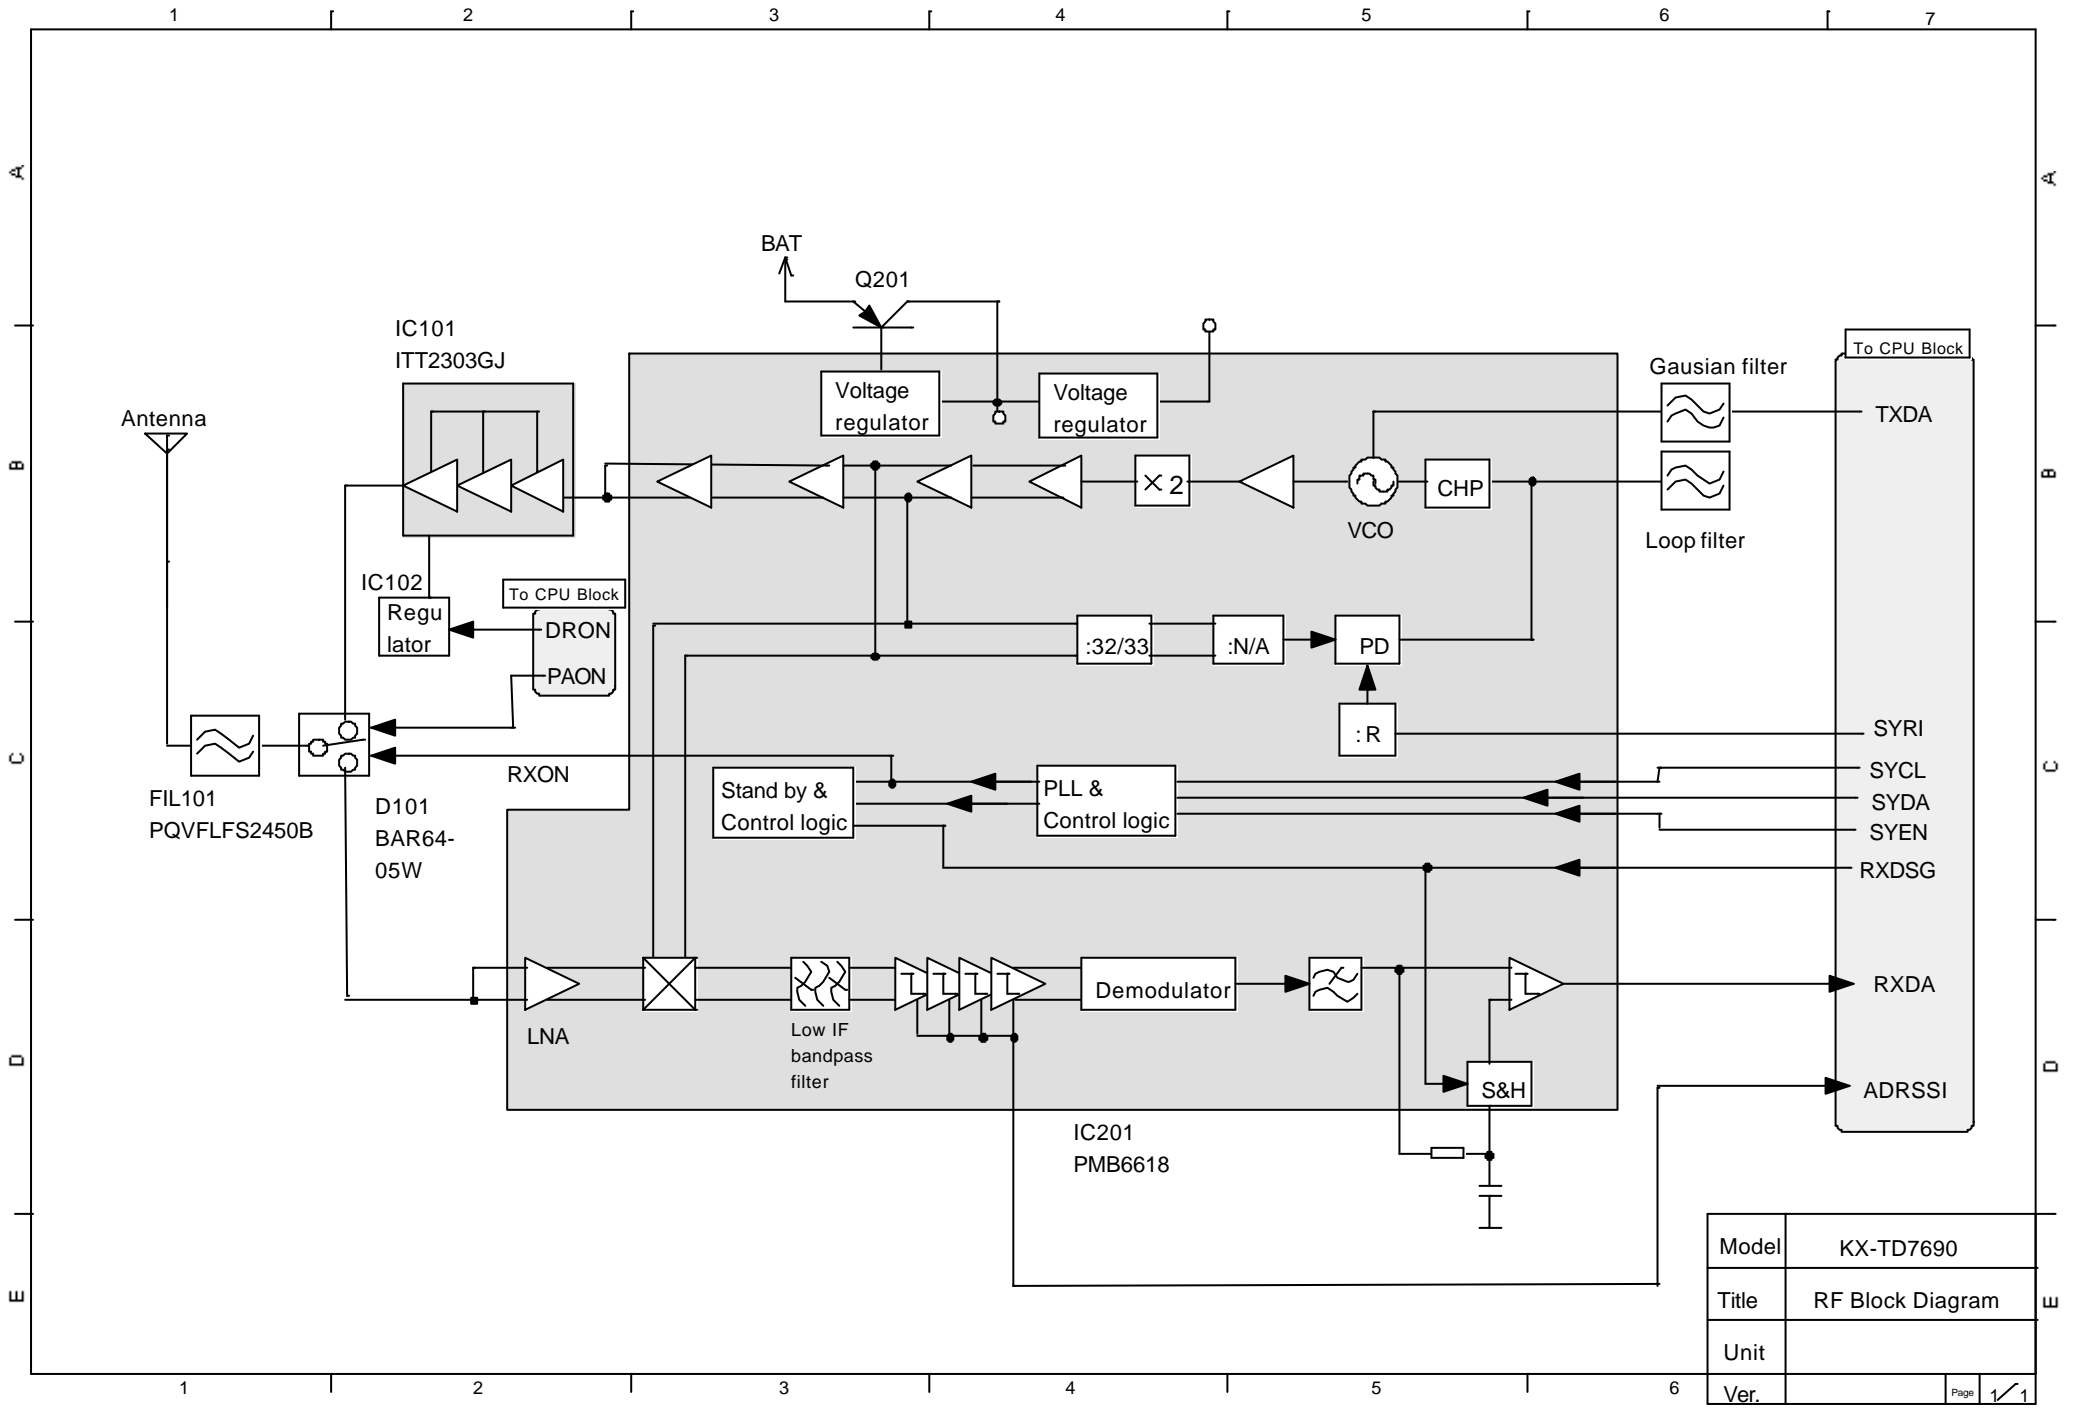 1 2 3 4 5 6 7
A A
BAT
Q201
IC101
ITT2303GJ
To CPU Block
Gausian filter
Voltage
regulator
Voltage
regulator
Antenna
TXDA
B B
× 2
CHP
VCO
Loop filter
IC102
To CPU Block
Regu
lator
DRON
PAON
:32/33
:N/A
PD
: R
SYRI
C C
RXON
Stand by &
Control logic
PLL &
Control logic
SYCL
SYDA
SYEN
RXDSG
FIL101
PQVFLFS2450B
D101
BAR64-
05W
LNA
Low IF
bandpass
filter
Demodulator
RXDA
D D
S&H
ADRSSI
IC201
PMB6618
E E
Model KX-TD7690
Title RF Block Diagram
Unit
Ver. Page 1/1
1 2 3 4 5 6